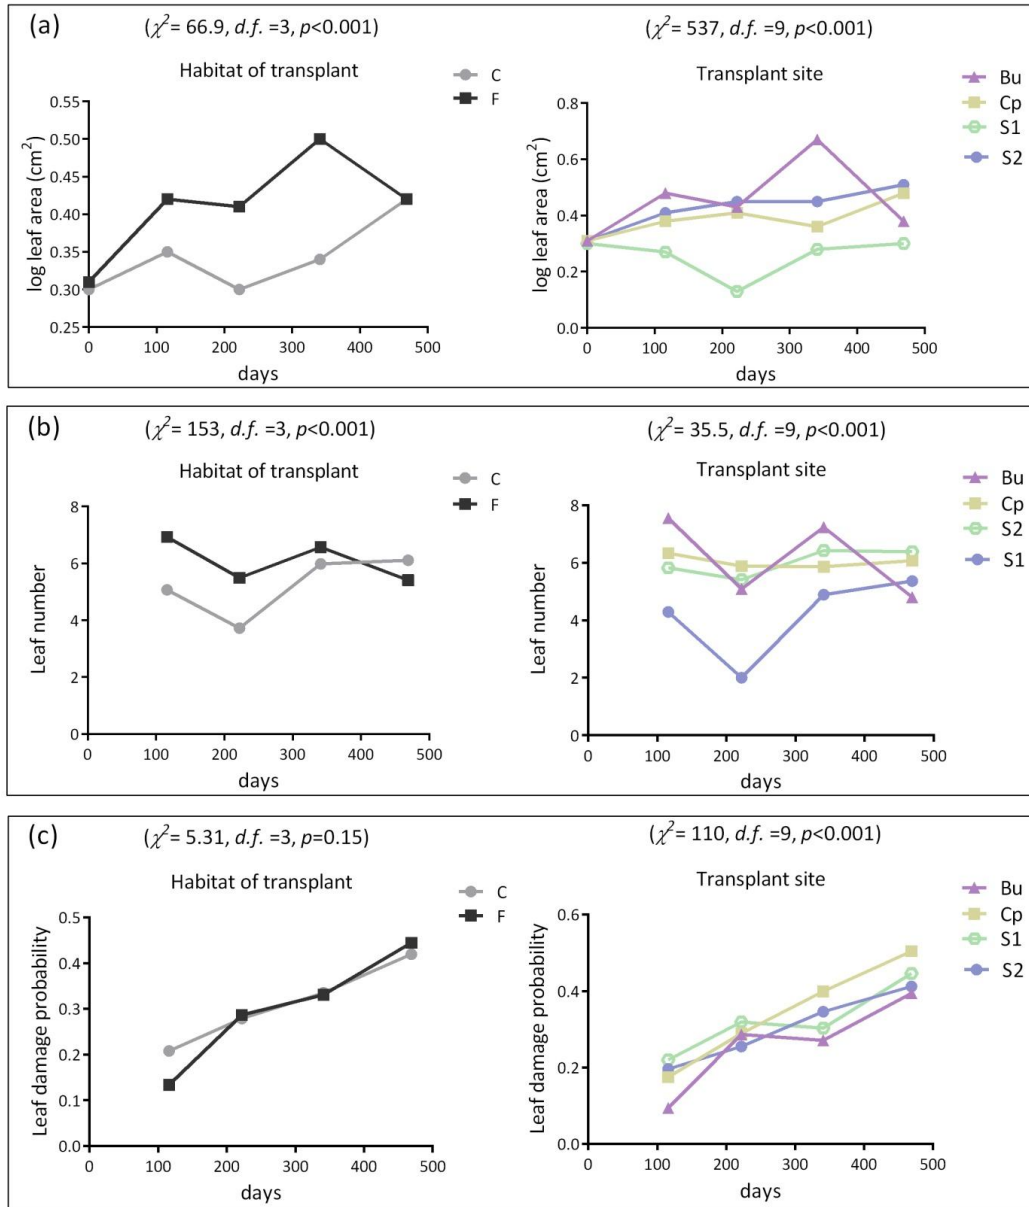 (a)
(χ²= 66.9, d.f. =3, p<0.001)
Habitat of transplant
C
F
log leaf area (cm²)
0.55
0.50
0.45
0.40
0.35
0.30
0.25
0 100 200 300 400 500
days
(χ²= 537, d.f. =9, p<0.001)
Transplant site
Bu
Cp
S1
S2
log leaf area (cm²)
0.8
0.6
0.4
0.2
0.0
0 100 200 300 400 500
days
(b)
(χ²= 153, d.f. =3, p<0.001)
Habitat of transplant
C
F
Leaf number
8
6
4
2
0
0 100 200 300 400 500
days
(χ²= 35.5, d.f. =9, p<0.001)
Transplant site
Bu
Cp
S2
S1
Leaf number
8
6
4
2
0
0 100 200 300 400 500
days
(c)
(χ²= 5.31, d.f. =3, p=0.15)
Habitat of transplant
C
F
Leaf damage probability
0.5
0.4
0.3
0.2
0.1
0.0
0 100 200 300 400 500
days
(χ²= 110, d.f. =9, p<0.001)
Transplant site
Bu
Cp
S1
S2
Leaf damage probability
0.6
0.4
0.2
0.0
0 100 200 300 400 500
days